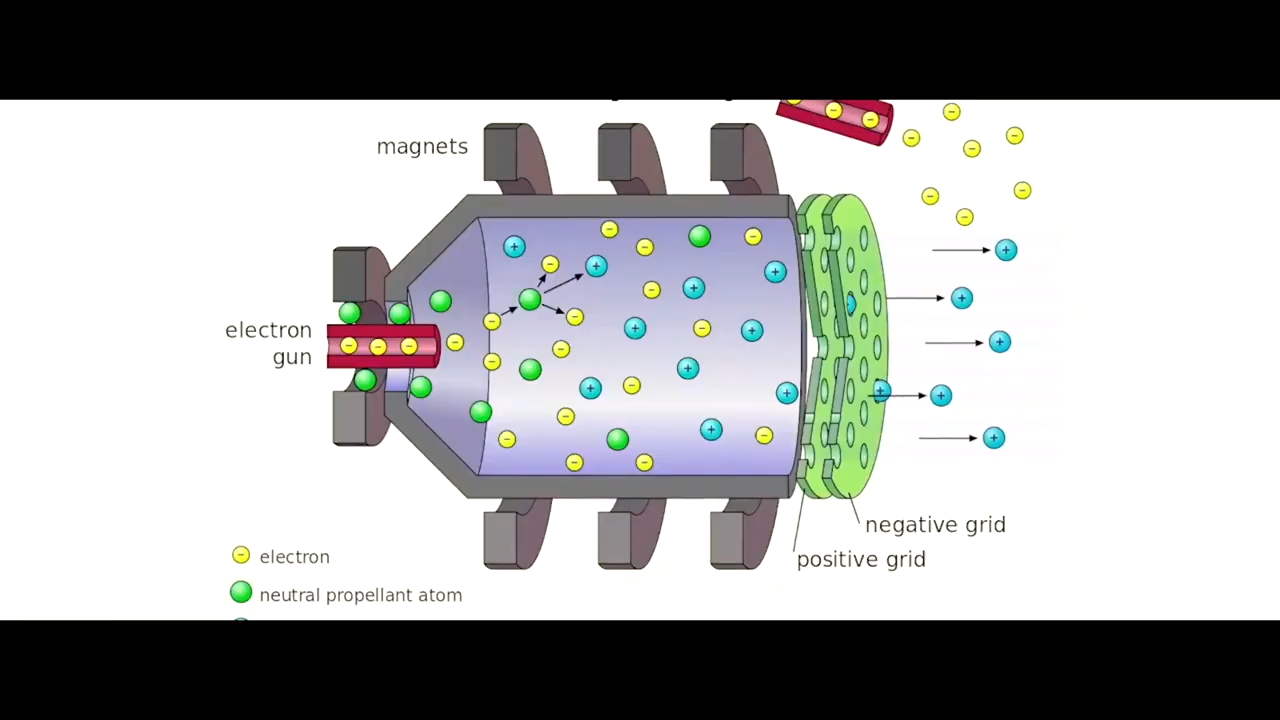 magnets
electron
gun
negative grid
positive grid
electron
neutral propellant atom